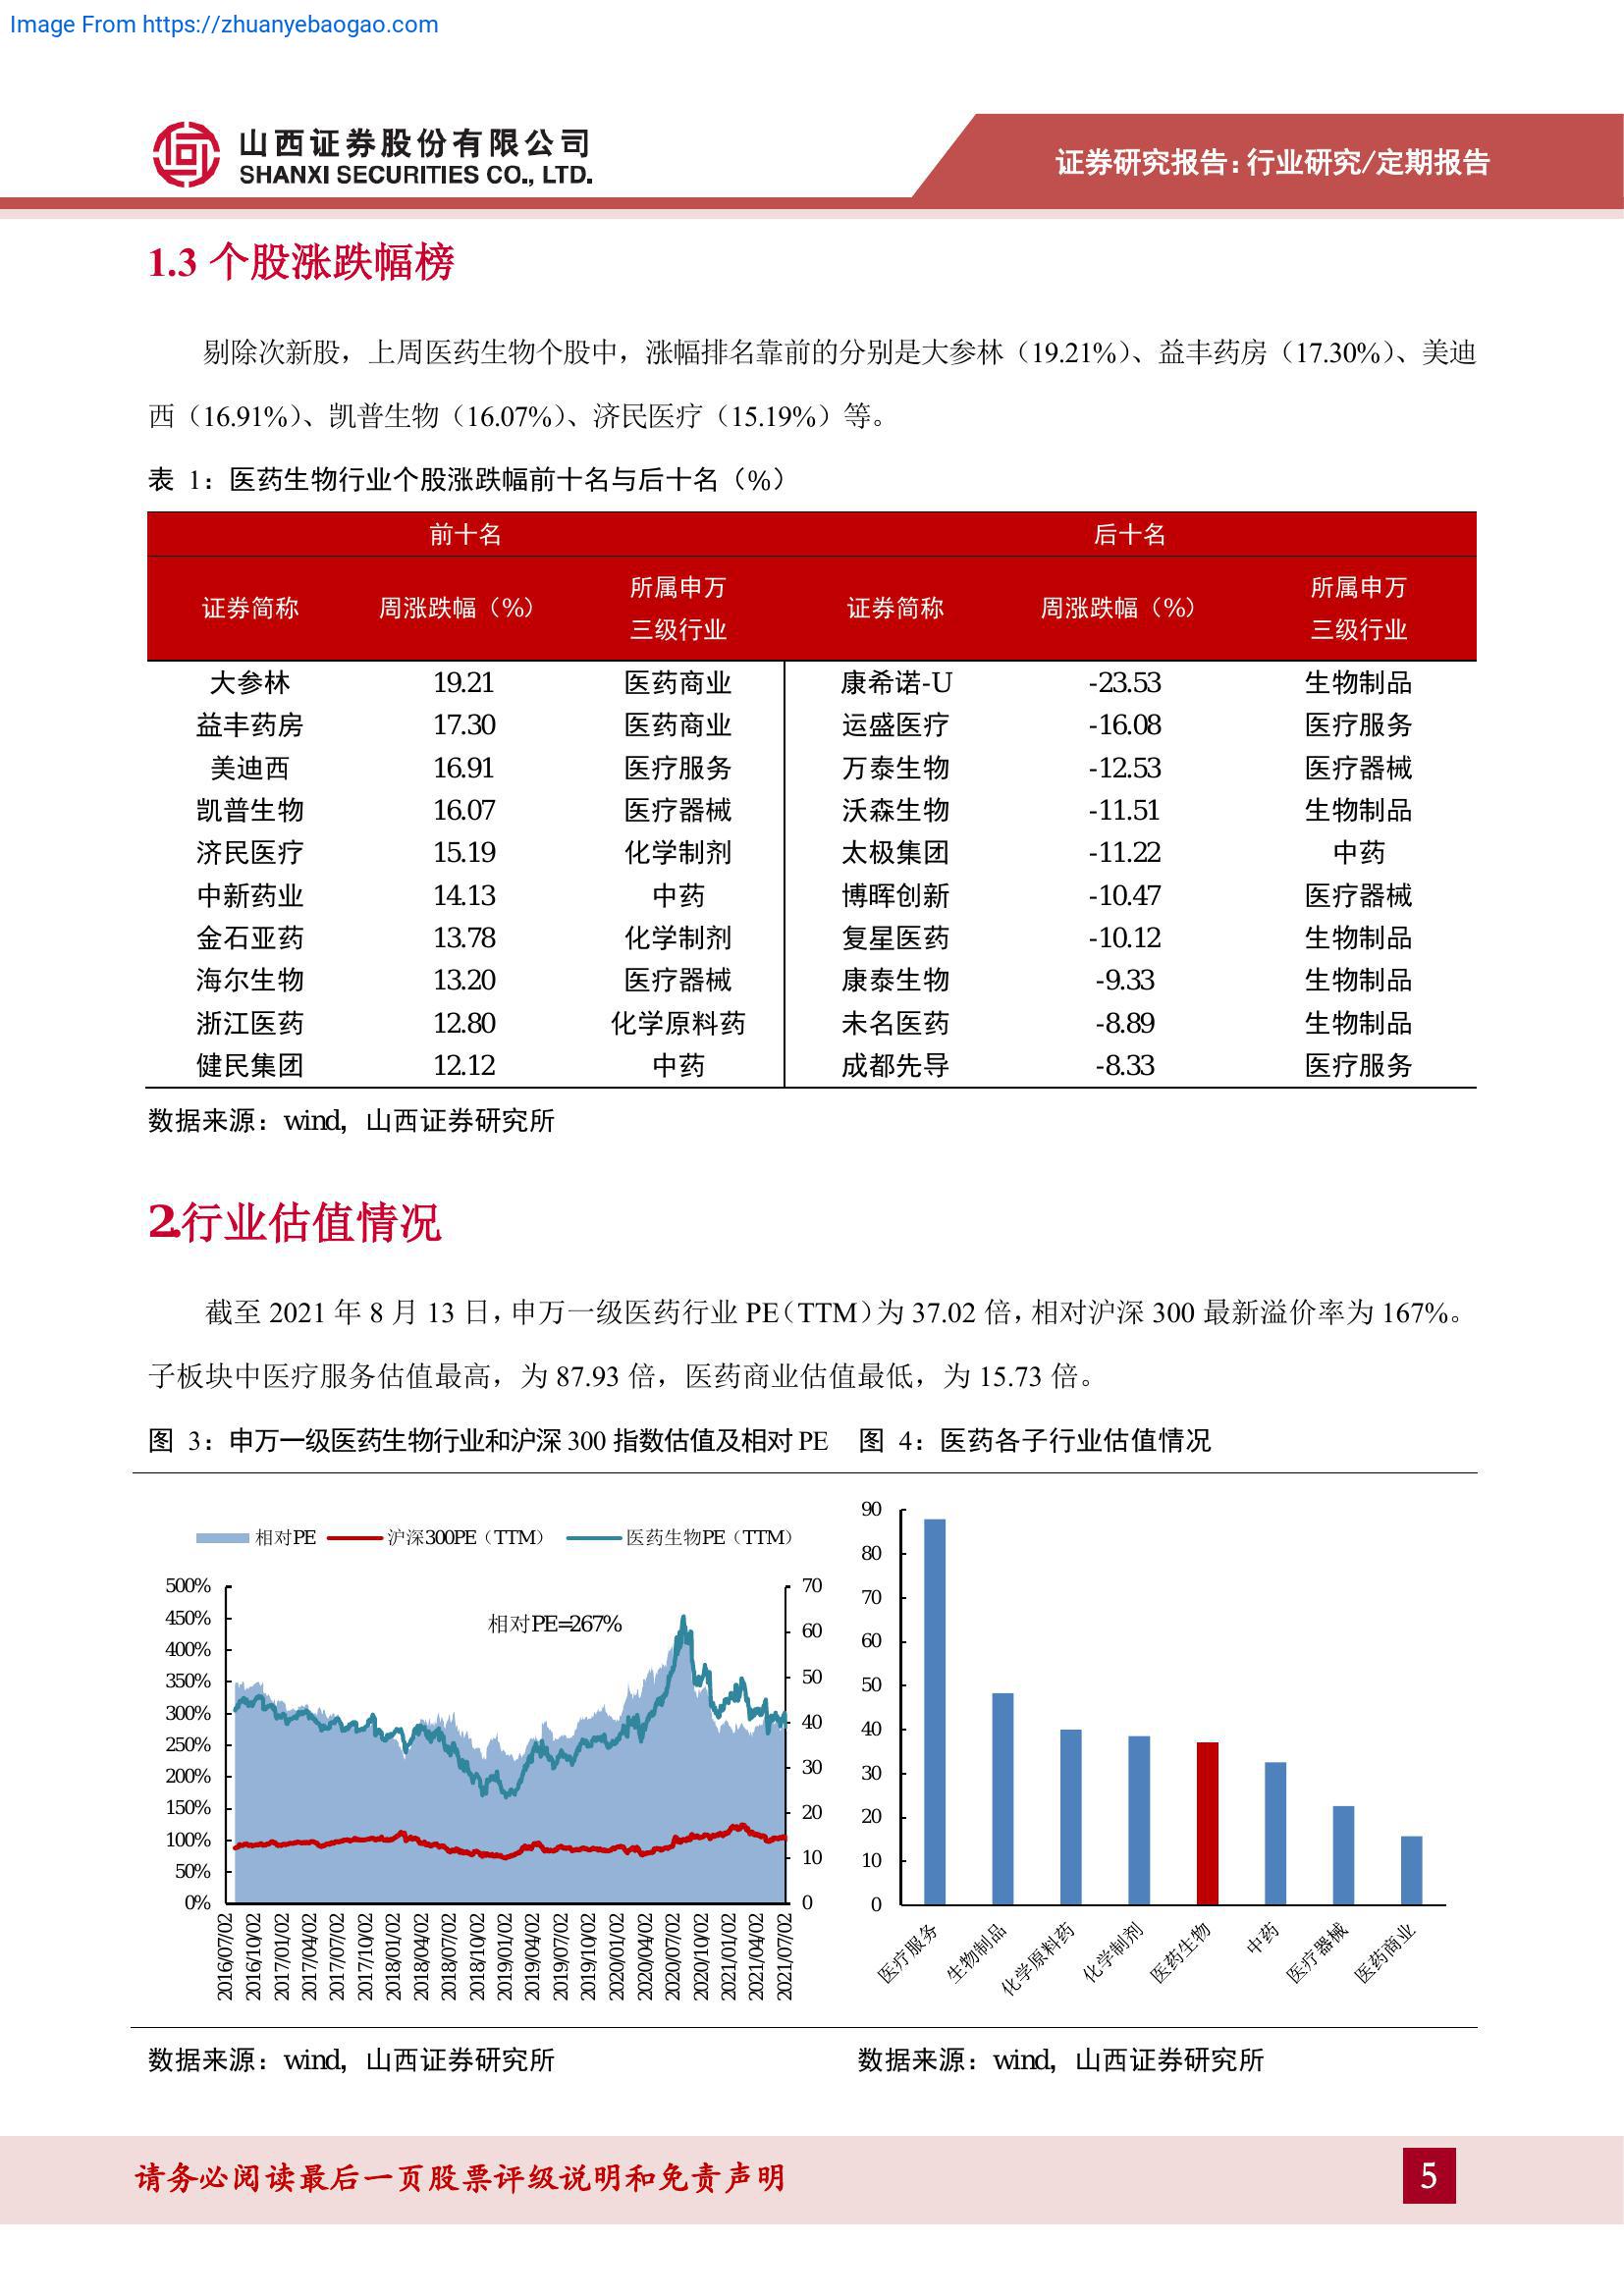 Image From https://zhuanyebaogao.com
山西证券股份有限公司
SHANXI SECURITIES CO., LTD.
证券研究报告：行业研究/定期报告
1.3 个股涨跌幅榜
剔除次新股，上周医药生物个股中，涨幅排名靠前的分别是大参林（19.21%）、益丰药房（17.30%）、美迪
西（16.91%）、凯普生物（16.07%）、济民医疗（15.19%）等。
表 1：医药生物行业个股涨跌幅前十名与后十名（%）
前十名 后十名
证券简称 周涨跌幅（%） 所属申万 证券简称 周涨跌幅（%） 所属申万
三级行业 三级行业
大参林 19.21 医药商业 康希诺-U -23.53 生物制品
益丰药房 17.30 医药商业 运盛医疗 -16.08 医疗服务
美迪西 16.91 医疗服务 万泰生物 -12.53 医疗器械
凯普生物 16.07 医疗器械 沃森生物 -11.51 生物制品
济民医疗 15.19 化学制剂 太极集团 -11.22 中药
中新药业 14.13 中药 博晖创新 -10.47 医疗器械
金石亚药 13.78 化学制剂 复星医药 -10.12 生物制品
海尔生物 13.20 医疗器械 康泰生物 -9.33 生物制品
浙江医药 12.80 化学原料药 未名医药 -8.89 生物制品
健民集团 12.12 中药 成都先导 -8.33 医疗服务
数据来源：wind，山西证券研究所
2.行业估值情况
截至 2021 年 8 月 13 日，申万一级医药行业 PE（TTM）为 37.02 倍，相对沪深 300 最新溢价率为 167%。
子板块中医疗服务估值最高，为 87.93 倍，医药商业估值最低，为 15.73 倍。
图 3：申万一级医药生物行业和沪深 300 指数估值及相对 PE
相对PE 沪深300PE（TTM） 医药生物PE（TTM）
相对PE=267%
500%
450%
400%
350%
300%
250%
200%
150%
100%
50%
0%
70
60
50
40
30
20
10
0
2016/07/02
2016/10/02
2017/01/02
2017/04/02
2017/07/02
2017/10/02
2018/01/02
2018/04/02
2018/07/02
2018/10/02
2019/01/02
2019/04/02
2019/07/02
2019/10/02
2020/01/02
2020/04/02
2020/07/02
2020/10/02
2021/01/02
2021/04/02
2021/07/02
数据来源：wind，山西证券研究所
图 4：医药各子行业估值情况
90
80
70
60
50
40
30
20
10
0
医疗服务
生物制品
化学原料药
化学制剂
医药生物
中药
医疗器械
医药商业
数据来源：wind，山西证券研究所
请务必阅读最后一页股票评级说明和免责声明
5